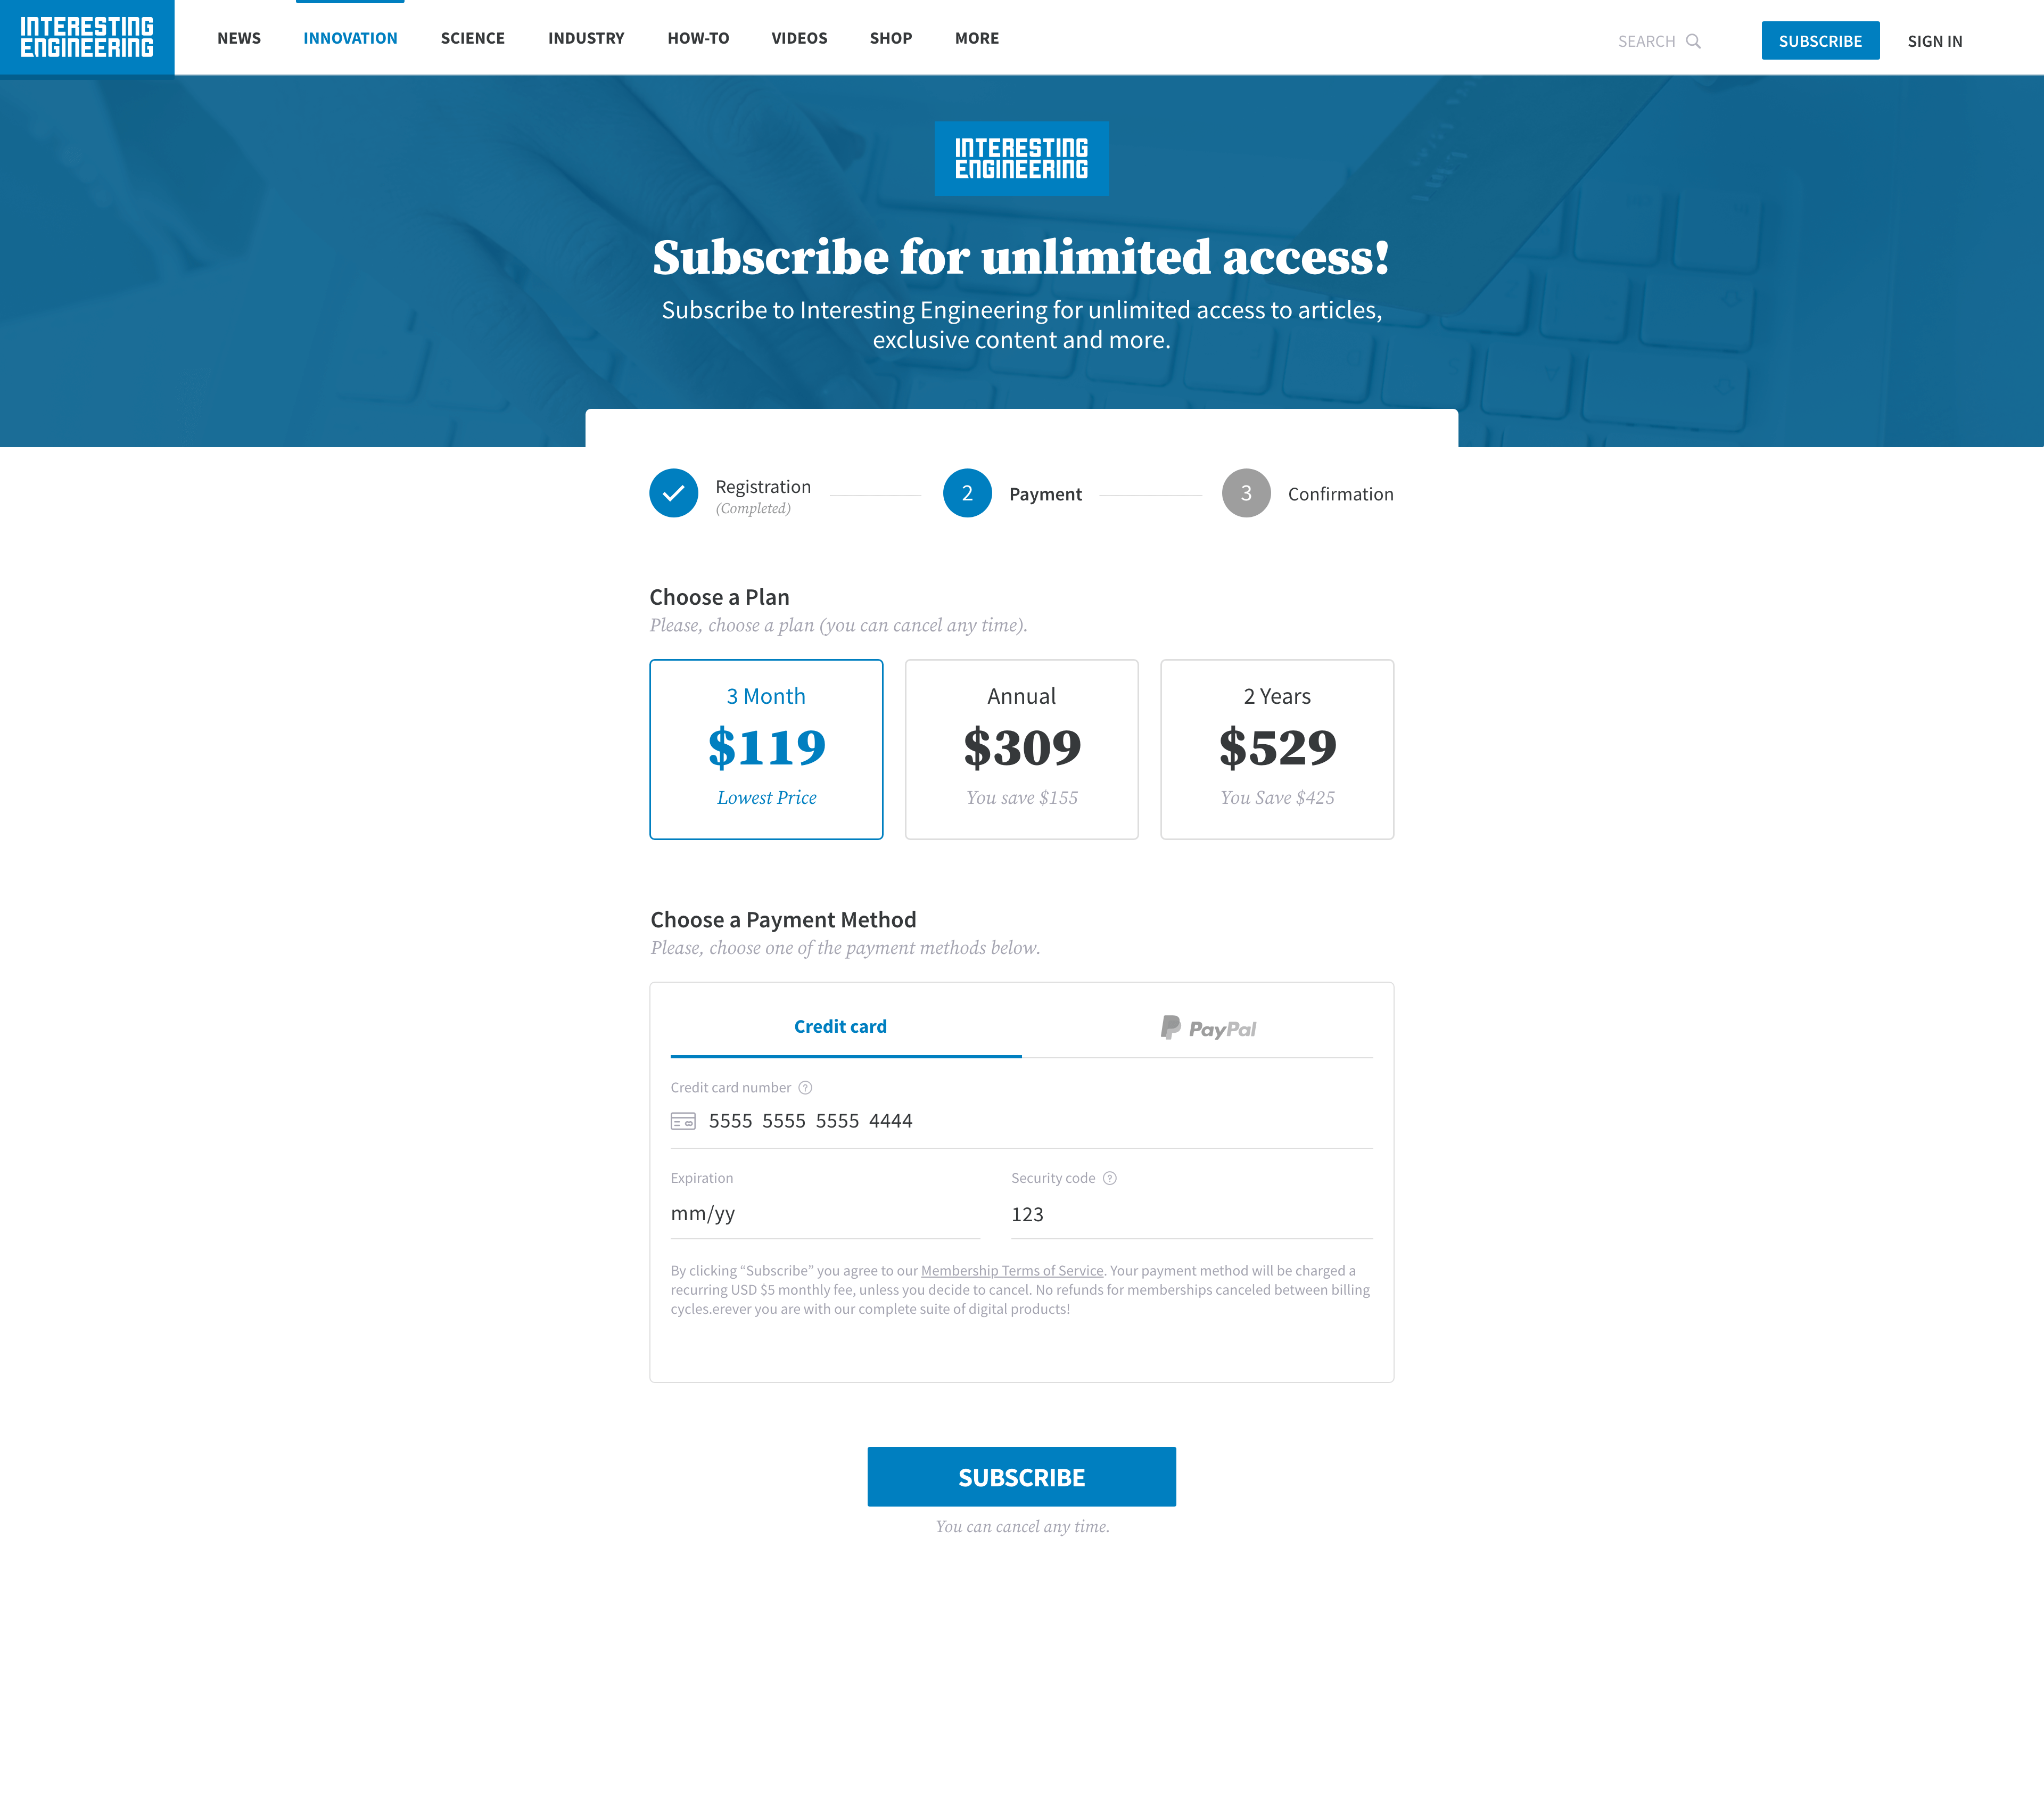 INTERESTING
ENGINEERING
NEWS INNOVATION SCIENCE INDUSTRY HOW-TO VIDEOS SHOP MORE SEARCH SUBSCRIBE SIGN IN
INTERESTING
ENGINEERING
Subscribe for unlimited access!
Subscribe to Interesting Engineering for unlimited access to articles,
exclusive content and more.
Registration
(Completed)
2 Payment
3 Confirmation
Choose a Plan
Please, choose a plan (you can cancel any time).
3 Month
$119
Lowest Price
Annual
$309
You save $155
2 Years
$529
You Save $425
Choose a Payment Method
Please, choose one of the payment methods below.
Credit card PayPal
Credit card number ?
5555 5555 5555 4444
Expiration Security code ?
mm/yy 123
By clicking “Subscribe” you agree to our Membership Terms of Service. Your payment method will be charged a
recurring USD $5 monthly fee, unless you decide to cancel. No refunds for memberships canceled between billing
cycles.erever you are with our complete suite of digital products!
SUBSCRIBE
You can cancel any time.